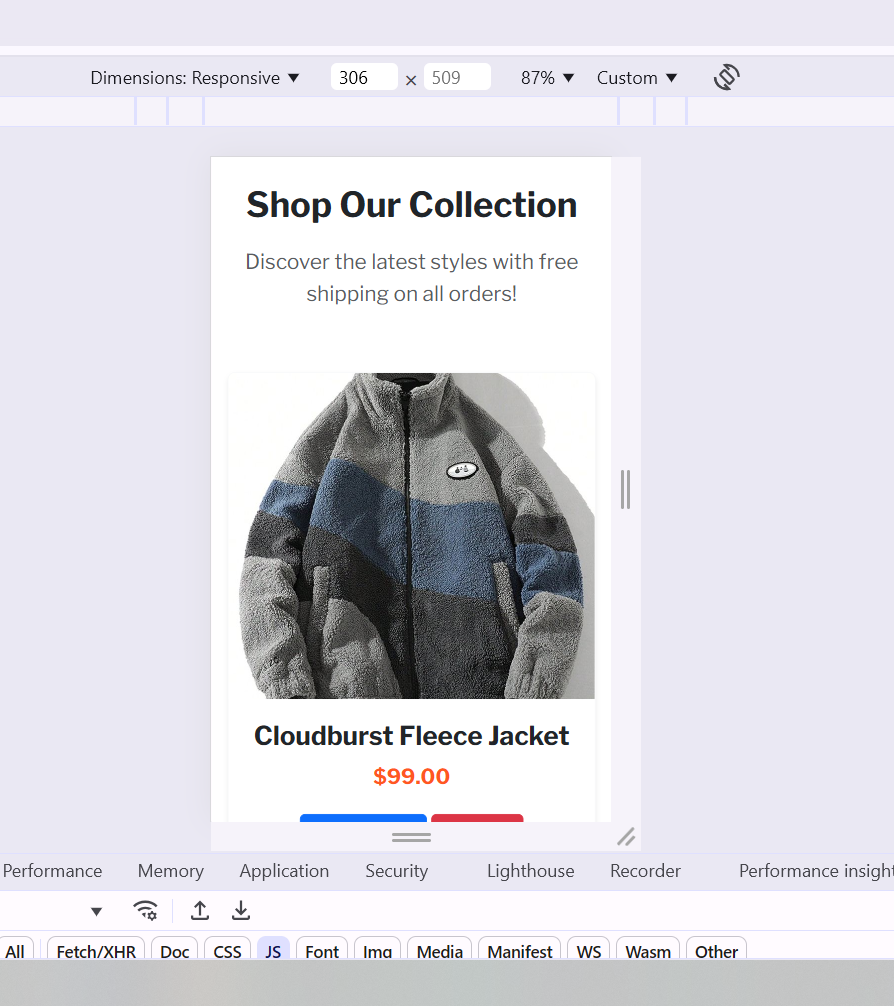 Dimensions: Responsive ▼ 306 × 509 87% ▼ Custom ▼
Shop Our Collection
Discover the latest styles with free
shipping on all orders!
Cloudburst Fleece Jacket
$99.00
Performance Memory Application Security Lighthouse Recorder Performance insight
All Fetch/XHR Doc CSS JS Font Img Media Manifest WS Wasm Other